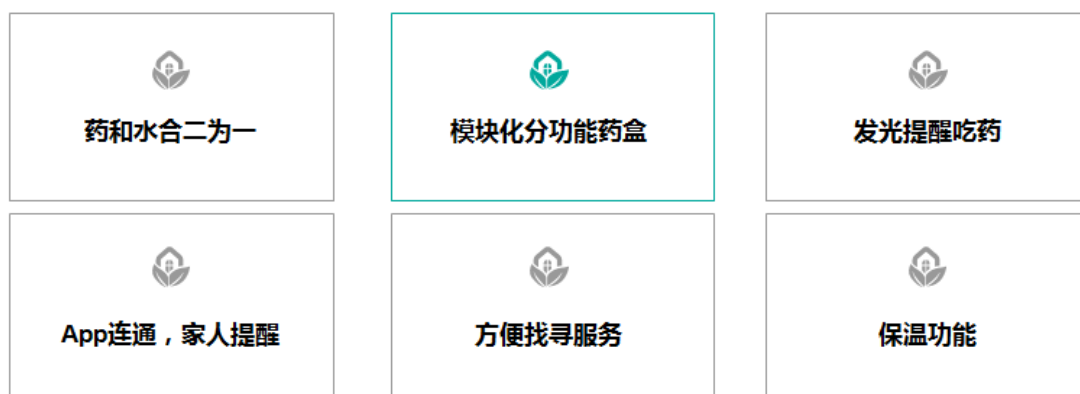 药和水合二为一
模块化分功能药盒
发光提醒吃药
App连通，家人提醒
方便找寻服务
保温功能